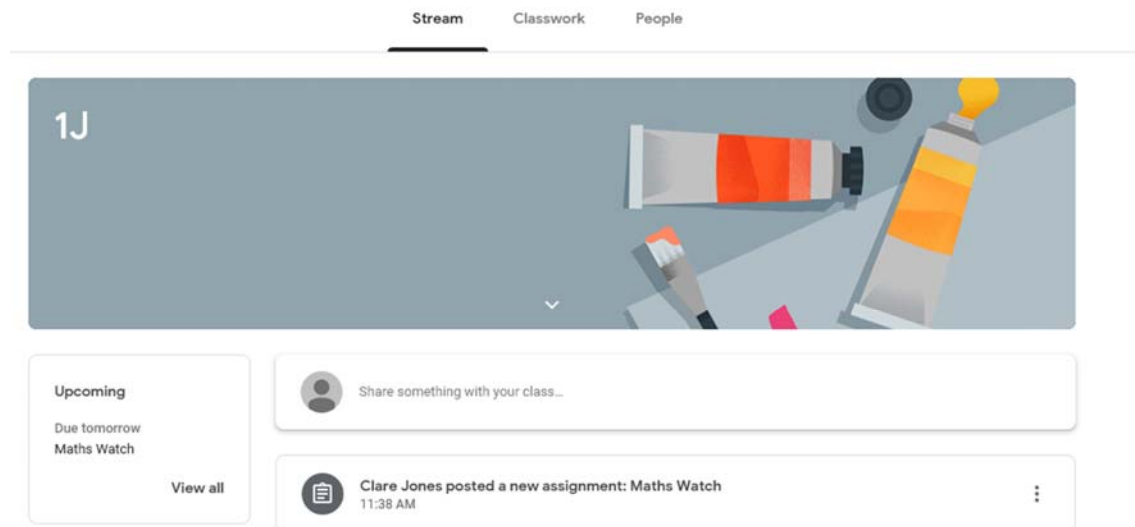 Stream Classwork People
1J
Upcoming
Due tomorrow
Maths Watch
View all
Share something with your class...
Clare Jones posted a new assignment: Maths Watch
11:38 AM